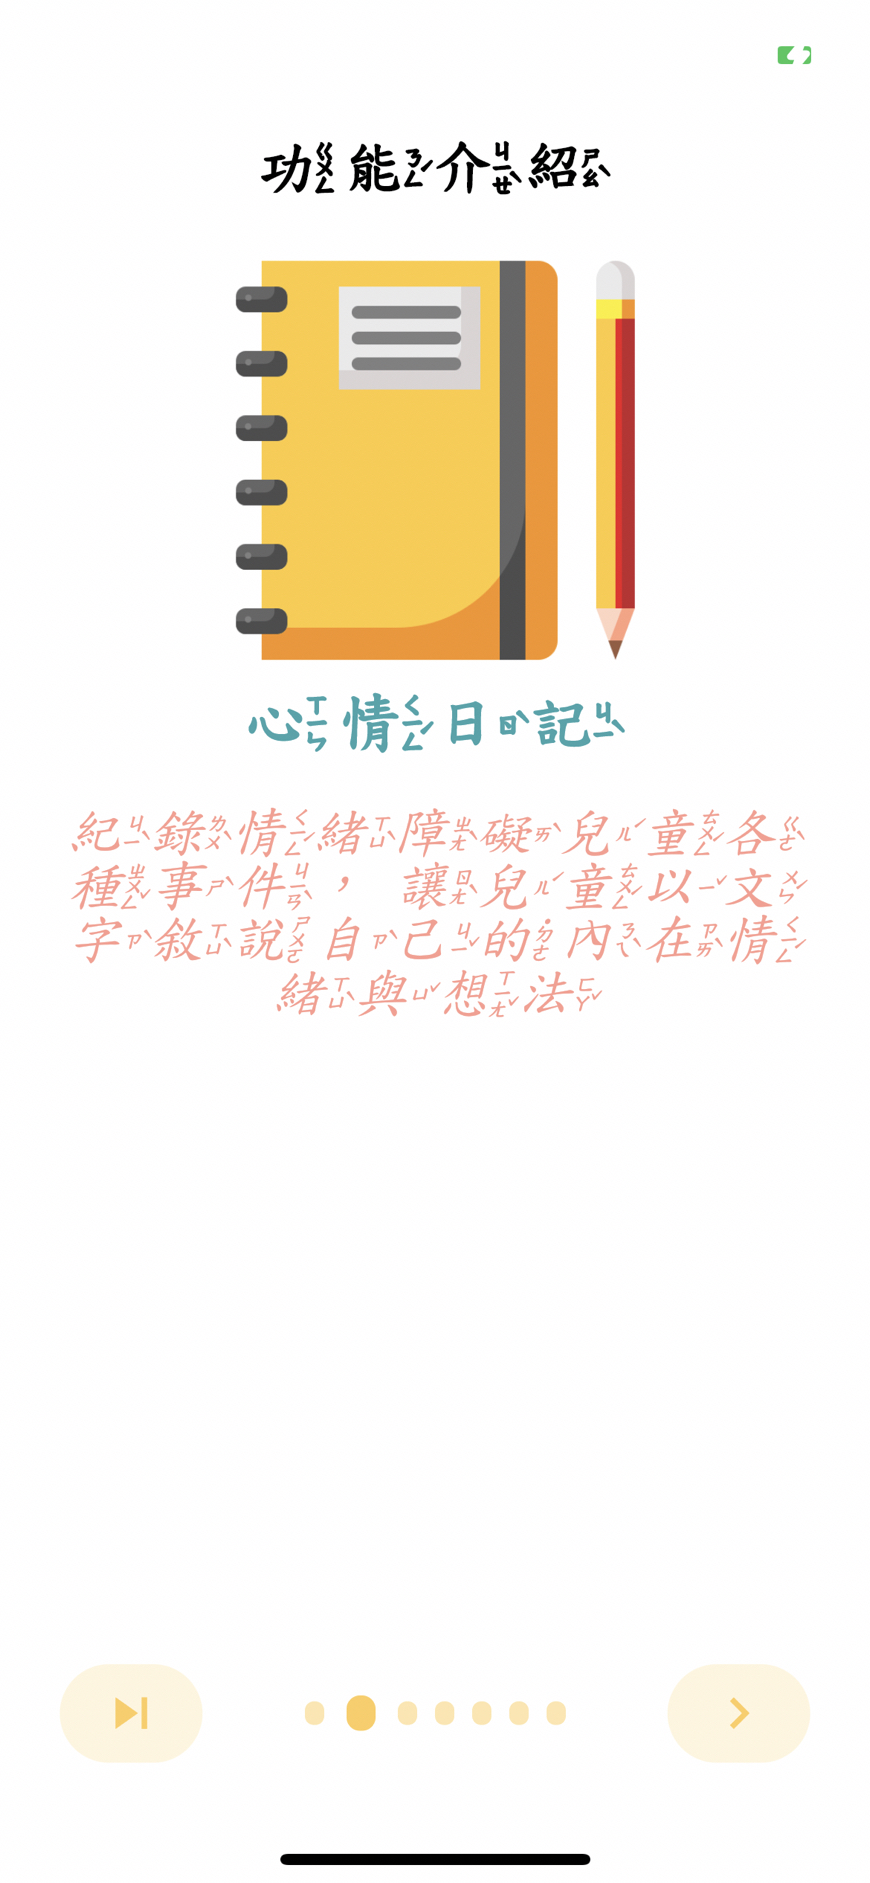 功能介紹
心情日記
紀錄情緒障礙兒童各
種事件，讓兒童以文
字敘說自己的內在情
緒與想法